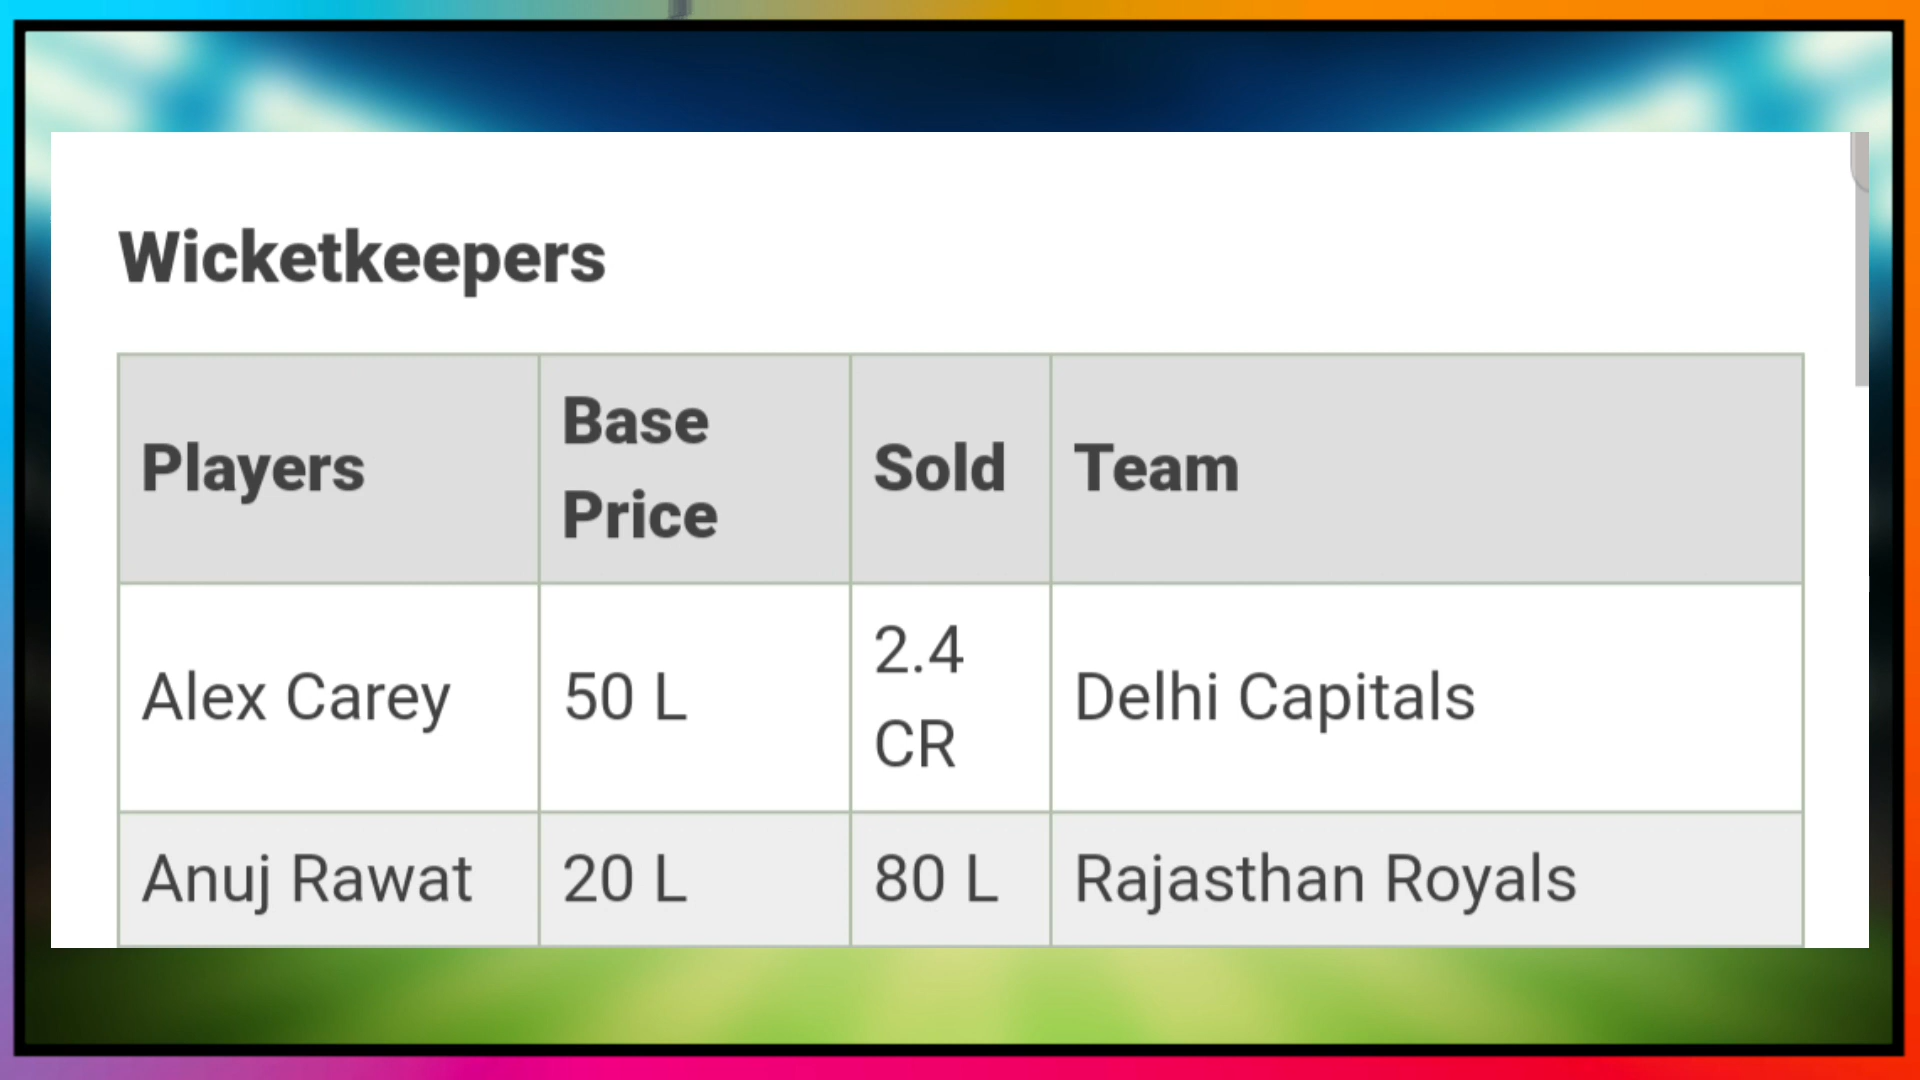 Wicketkeepers
Players Base Price Sold Team
Alex Carey 50 L 2.4 CR Delhi Capitals
Anuj Rawat 20 L 80 L Rajasthan Royals